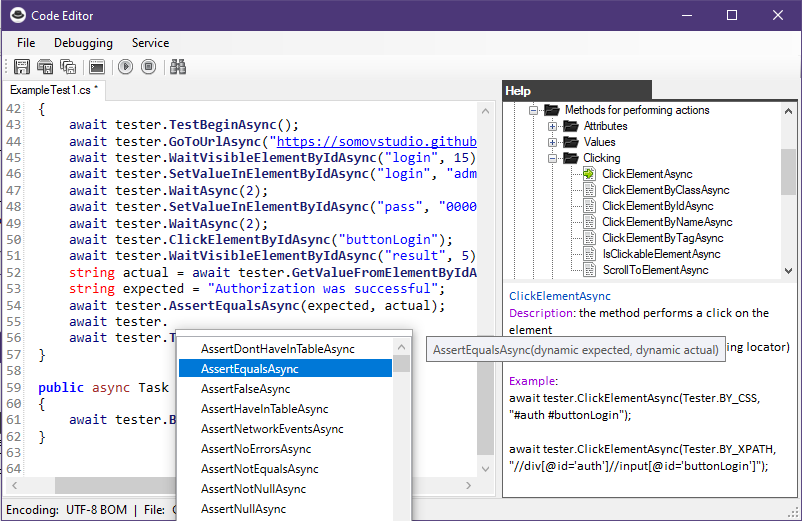 Code Editor
File Debugging Service
ExampleTest1.cs *
42 {
43 await tester.TestBeginAsync();
44 await tester.GoToUrlAsync("https://somovstudio.github
45 await tester.WaitVisibleElementByIdAsync("login", 15)
46 await tester.SetValueInElementByIdAsync("login", "adm
47 await tester.WaitAsync(2);
48 await tester.SetValueInElementByIdAsync("pass", "0000
49 await tester.WaitAsync(2);
50 await tester.ClickElementByIdAsync("buttonLogin");
51 await tester.WaitVisibleElementByIdAsync("result", 5)
52 string actual = await tester.GetValueFromElementByIdA
53 string expected = "Authorization was successful";
54 await tester.AssertEqualsAsync(expected, actual);
55 await tester.
56 await tester.T
57 }
58
59 public async Task
60 {
61 await tester.B
62 }
63
64
AssertDontHaveInTableAsync
AssertEqualsAsync
AssertFalseAsync
AssertHaveInTableAsync
AssertNetworkEventsAsync
AssertNoErrorsAsync
AssertNotEqualsAsync
AssertNotNullAsync
AssertNullAsync
AssertEqualsAsync(dynamic expected, dynamic actual)
Help
Methods for performing actions
Attributes
Values
Clicking
ClickElementAsync
ClickElementByClassAsync
ClickElementByIdAsync
ClickElementByNameAsync
ClickElementByTagAsync
IsClickableElementAsync
ScrollToElementAsync
ClickElementAsync
Description: the method performs a click on the
element
ing locator)
Example:
await tester.ClickElementAsync(Tester.BY_CSS,
"#auth #buttonLogin");
await tester.ClickElementAsync(Tester.BY_XPATH,
"//div[@id='auth']//input[@id='buttonLogin']");
Encoding: UTF-8 BOM | File: C